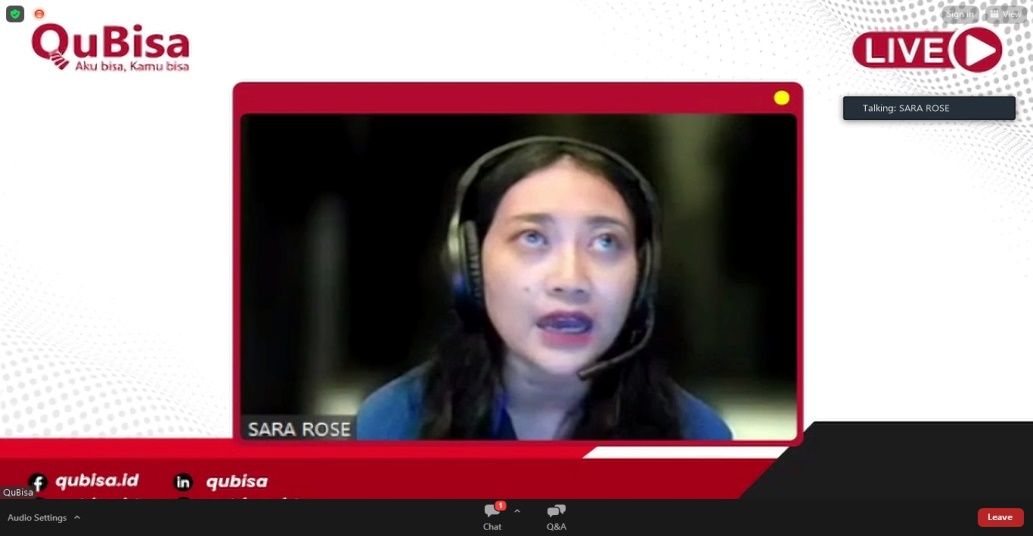 Sign in
View
QuBisa
Aku bisa, Kamu bisa
LIVE
Talking: SARA ROSE
SARA ROSE
qubisa.id
qubisa
QuBisa
Audio Settings
1
Chat
Q&A
Leave